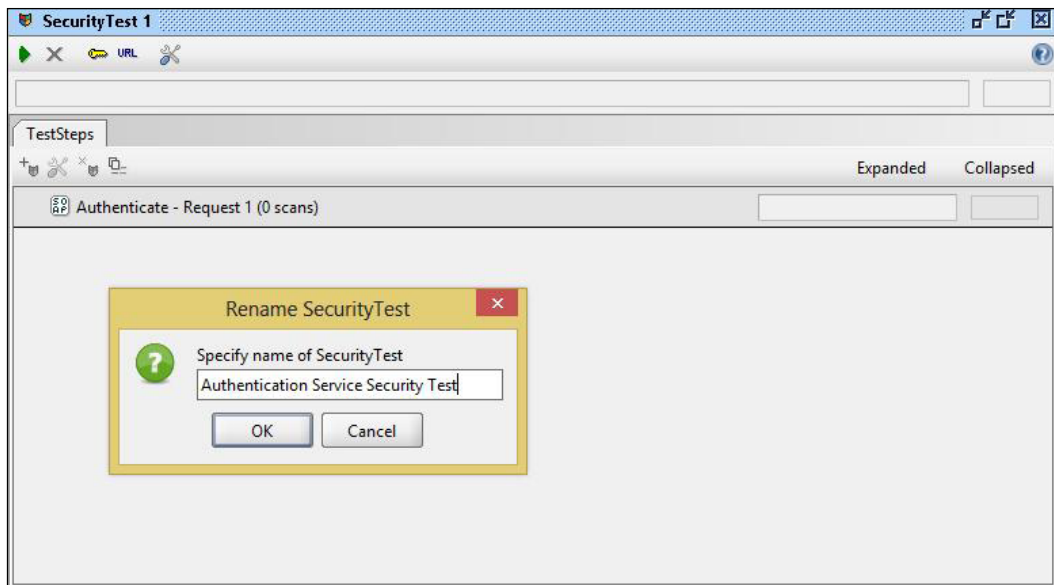 SecurityTest 1
URL
TestSteps
Expanded Collapsed
SOAP Authenticate - Request 1 (0 scans)
Rename SecurityTest
Specify name of SecurityTest
Authentication Service Security Test
OK Cancel